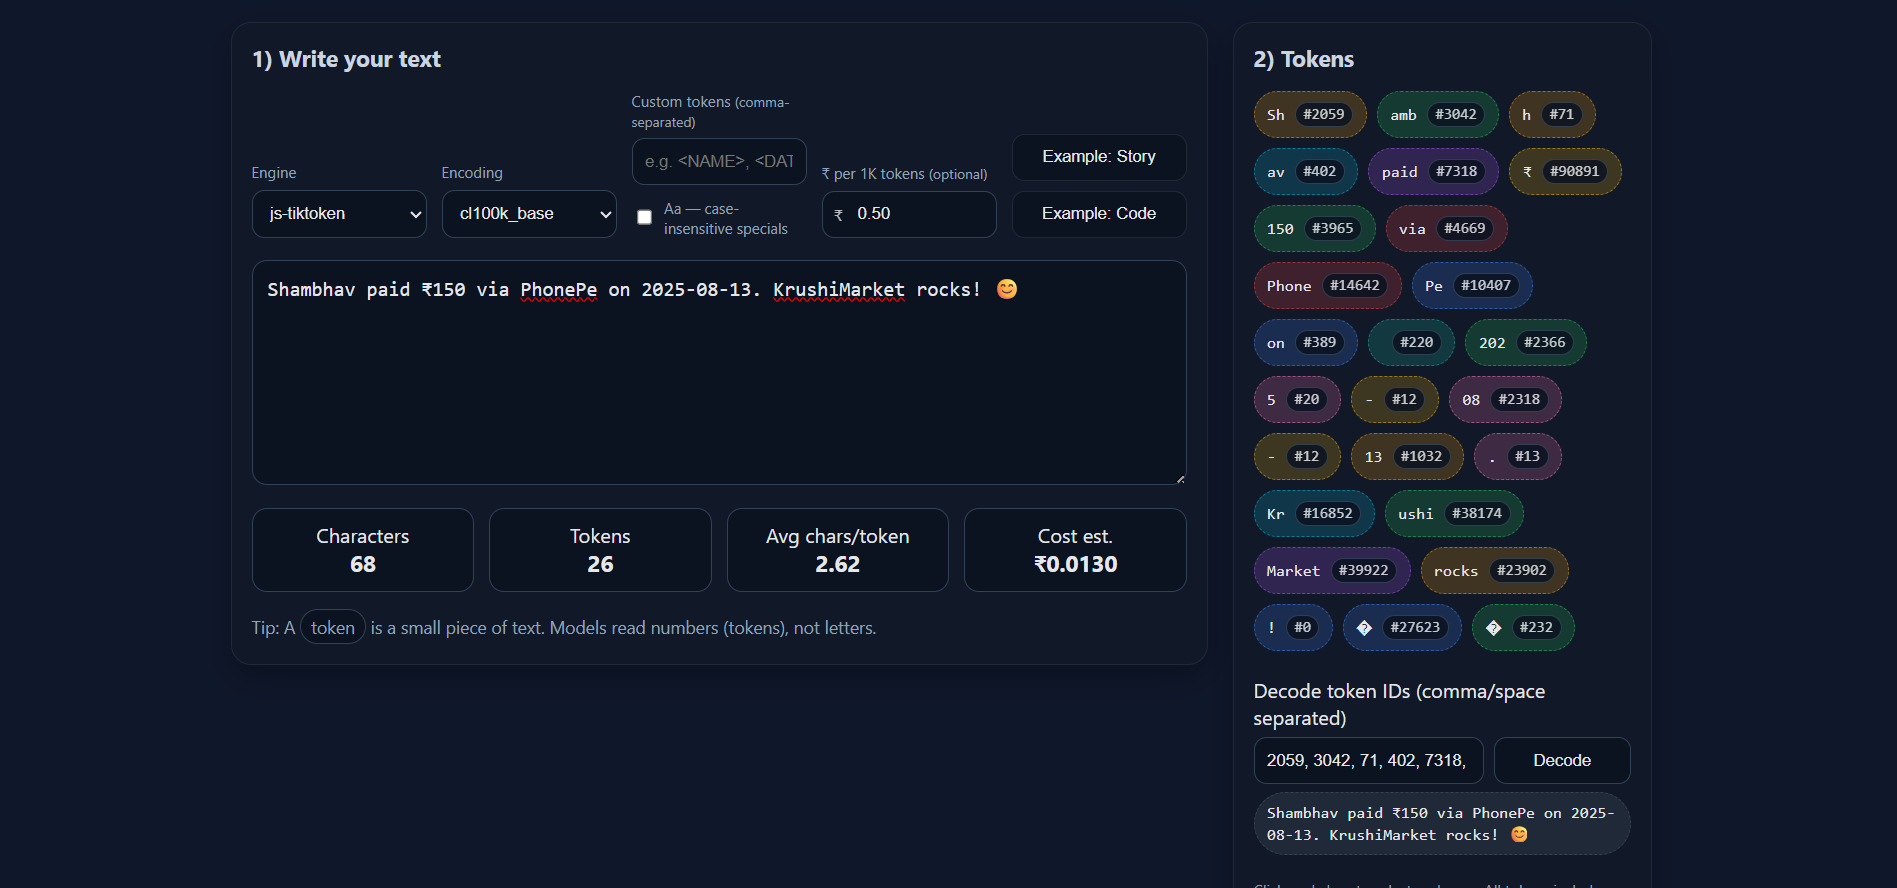 1) Write your text
Engine
js-tiktoken
Encoding
cl100k_base
Custom tokens (comma-
separated)
e.g. <NAME>, <DAT
Aa — case-
insensitive specials
₹ per 1K tokens (optional)
₹ 0.50
Example: Story
Example: Code
Shambhav paid ₹150 via PhonePe on 2025-08-13. KrushiMarket rocks! 😊
Characters
68
Tokens
26
Avg chars/token
2.62
Cost est.
₹0.0130
Tip: A token is a small piece of text. Models read numbers (tokens), not letters.
2) Tokens
Sh #2059 amb #3042 h #71
av #402 paid #7318 ₹ #90891
150 #3965 via #4669
Phone #14642 Pe #10407
on #389 #220 202 #2366
5 #20 - #12 08 #2318
- #12 13 #1032 . #13
Kr #16852 ushi #38174
Market #39922 rocks #23902
! #0 � #27623 � #232
Decode token IDs (comma/space
separated)
2059, 3042, 71, 402, 7318,
Decode
Shambhav paid ₹150 via PhonePe on 2025-
08-13. KrushiMarket rocks! 😊